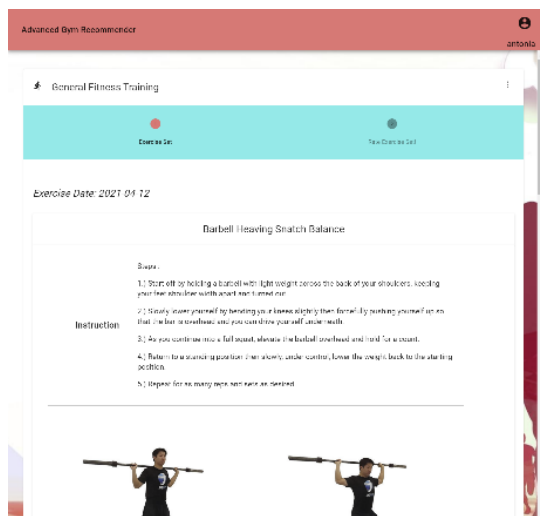 Advanced Gym Recommender
antonia
General Fitness Training
Exercise Set
Exercise
Exercise Date: 2021-04-12
Barbell Heaving Snatch Balance
Steps :
1.) Start off by holding a barbell with light weight across the back of your shoulders, keeping
your feet shoulder width apart and turned out.
2.) Slowly lower yourself by bending your knees slightly then forcefully pushing yourself up so
that the bar is overhead and you can drive yourself underneath.
Instruction
3.) As you continue into a full squat, elevate the barbell overhead and hold for a count.
4.) Return to a standing position then slowly, under control, lower the weight back to the starting
position.
5.) Repeat for as many reps and sets as desired.